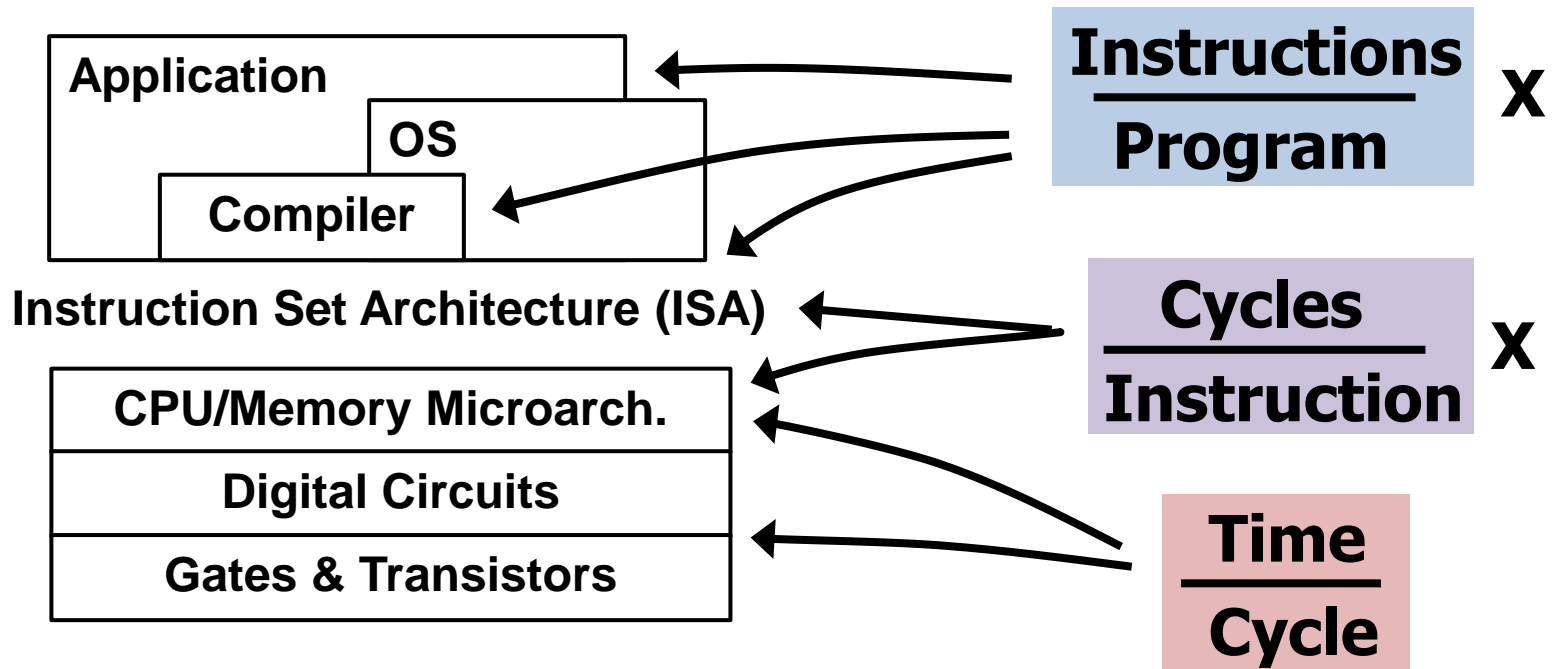 Application
OS
Compiler
Instruction Set Architecture (ISA)
CPU/Memory Microarch.
Digital Circuits
Gates & Transistors
Instructions
Program
X
Cycles
Instruction
X
Time
Cycle